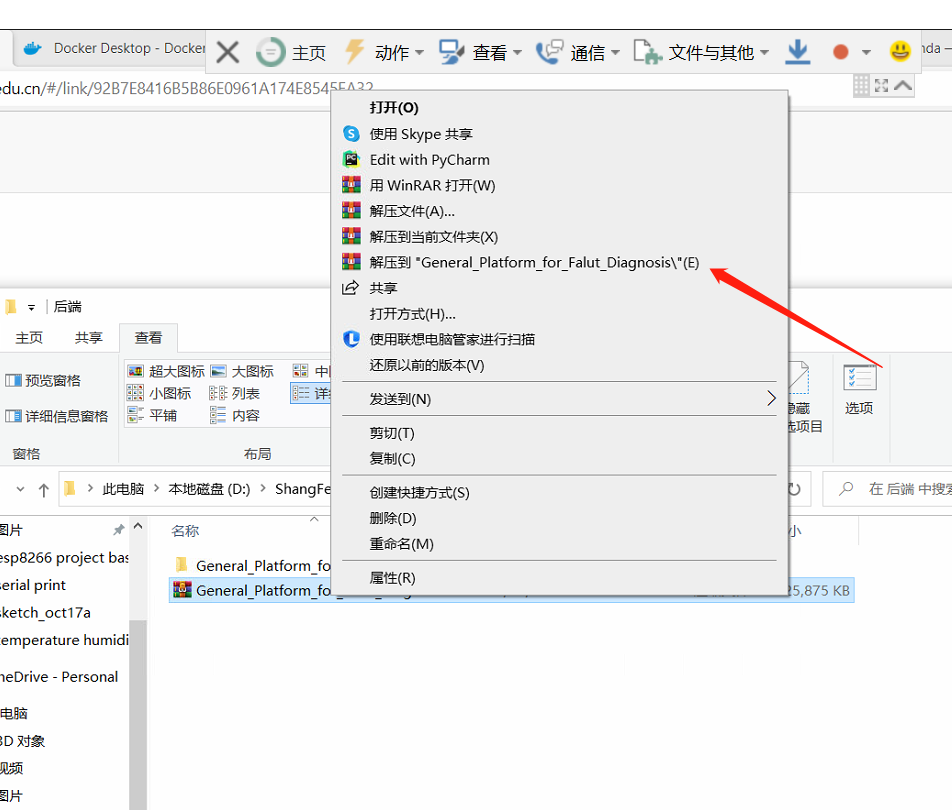 Docker Desktop - Docker
主页
动作
查看
通信
文件与其他
nda —
edu.cn/#/link/92B7E8416B5B86E0961A174E8545EA32
打开(O)
使用 Skype 共享
Edit with PyCharm
用 WinRAR 打开(W)
解压文件(A)...
解压到当前文件夹(X)
解压到 "General_Platform_for_Falut_Diagnosis\"(E)
共享
打开方式(H)...
使用联想电脑管家进行扫描
还原以前的版本(V)
发送到(N)
剪切(T)
复制(C)
创建快捷方式(S)
删除(D)
重命名(M)
属性(R)
后端
主页 共享 查看
预览窗格
详细信息窗格
窗格
超大图标 大图标 中
小图标 列表 详
平铺 内容
布局
隐藏
选项目
选项
此电脑 本地磁盘 (D:) ShangFe
在 后端 中搜索
图片
esp8266 project bas
serial print
sketch_oct17a
temperature humidi
neDrive - Personal
电脑
3D 对象
视频
图片
名称
小
General_Platform_fo
General_Platform_fo
25,875 KB